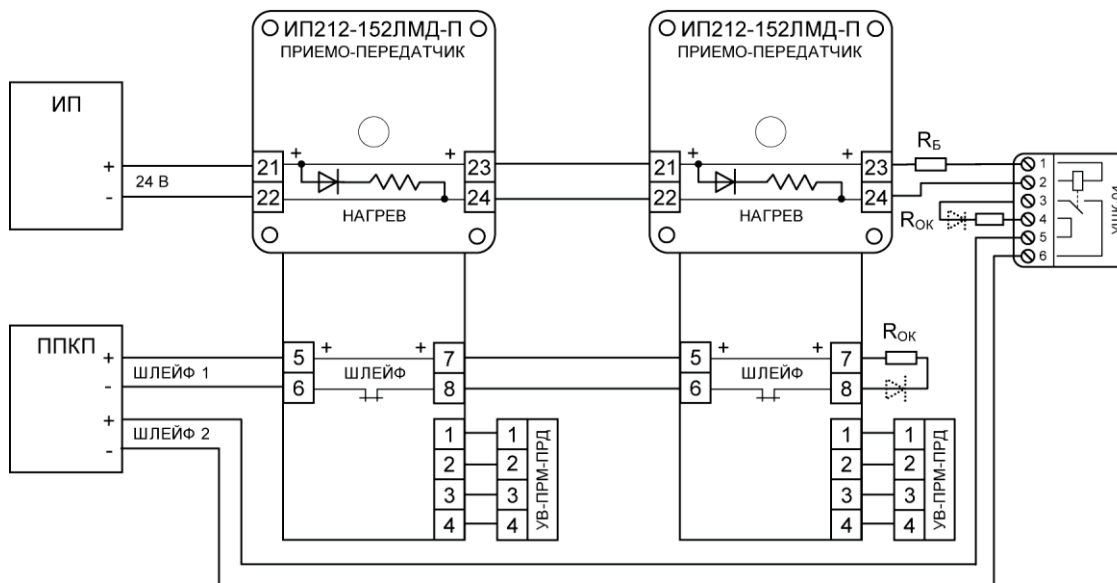 ИП212-152ЛМД-П
ПРИЕМО-ПЕРЕДАТЧИК
ИП212-152ЛМД-П
ПРИЕМО-ПЕРЕДАТЧИК
ИП
+
24 В
-
+
+
21
22
23
24
НАГРЕВ
+
+
21
22
23
24
НАГРЕВ
RБ
RОК
1
2
3
4
5
6
УШК-01
ППКП
+
ШЛЕЙФ 1
-
+
ШЛЕЙФ 2
-
5
6
+
+
ШЛЕЙФ
7
8
5
6
+
+
ШЛЕЙФ
7
8
RОК
1
2
3
4
1
2
3
4
УВ-ПРМ-ПРД
1
2
3
4
1
2
3
4
УВ-ПРМ-ПРД